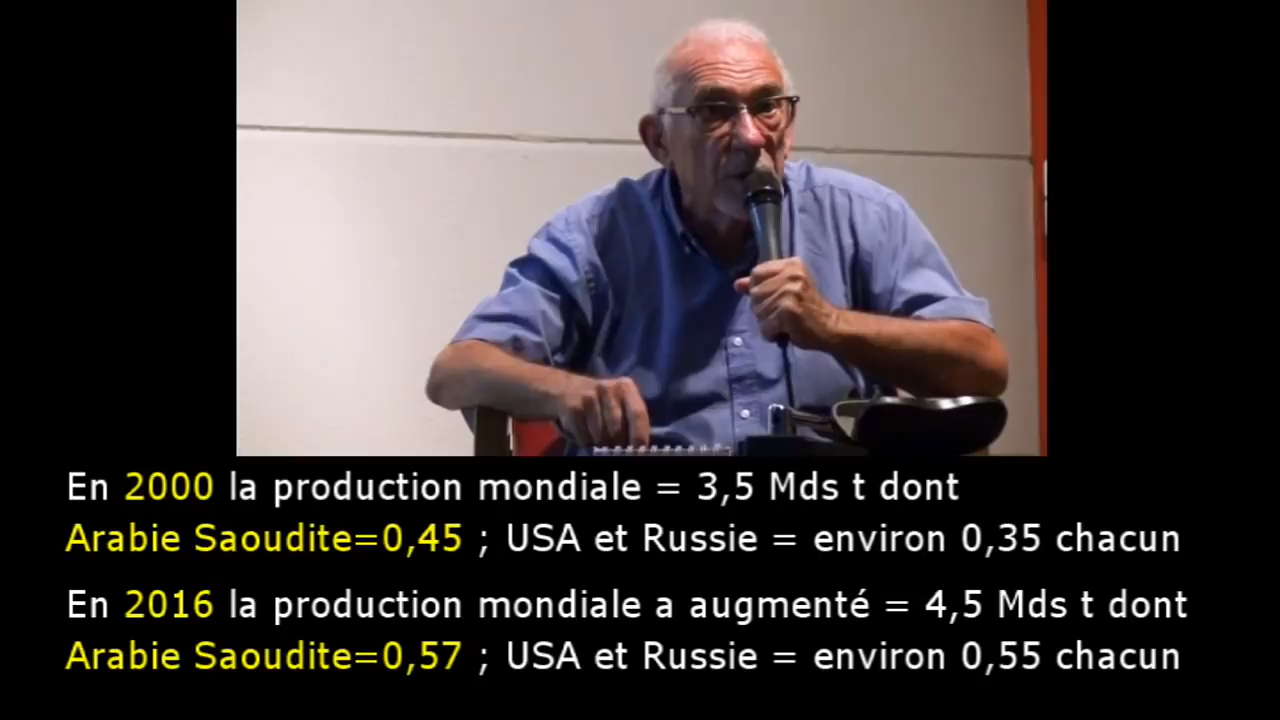 En 2000 la production mondiale = 3,5 Mds t dont
Arabie Saoudite=0,45 ; USA et Russie = environ 0,35 chacun
En 2016 la production mondiale a augmenté = 4,5 Mds t dont
Arabie Saoudite=0,57 ; USA et Russie = environ 0,55 chacun